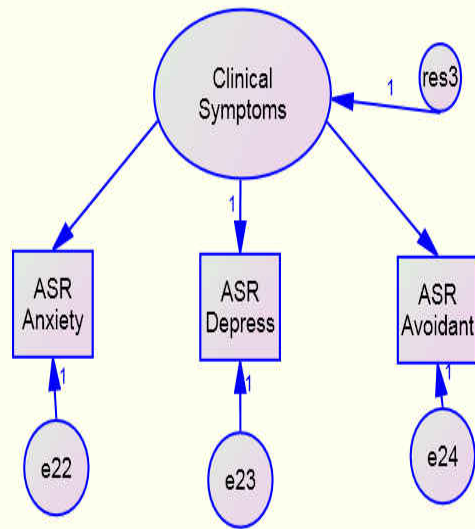 Clinical
Symptoms
res3
1
1
ASR
Anxiety
ASR
Depress
ASR
Avoidant
1
1
1
e22
e23
e24